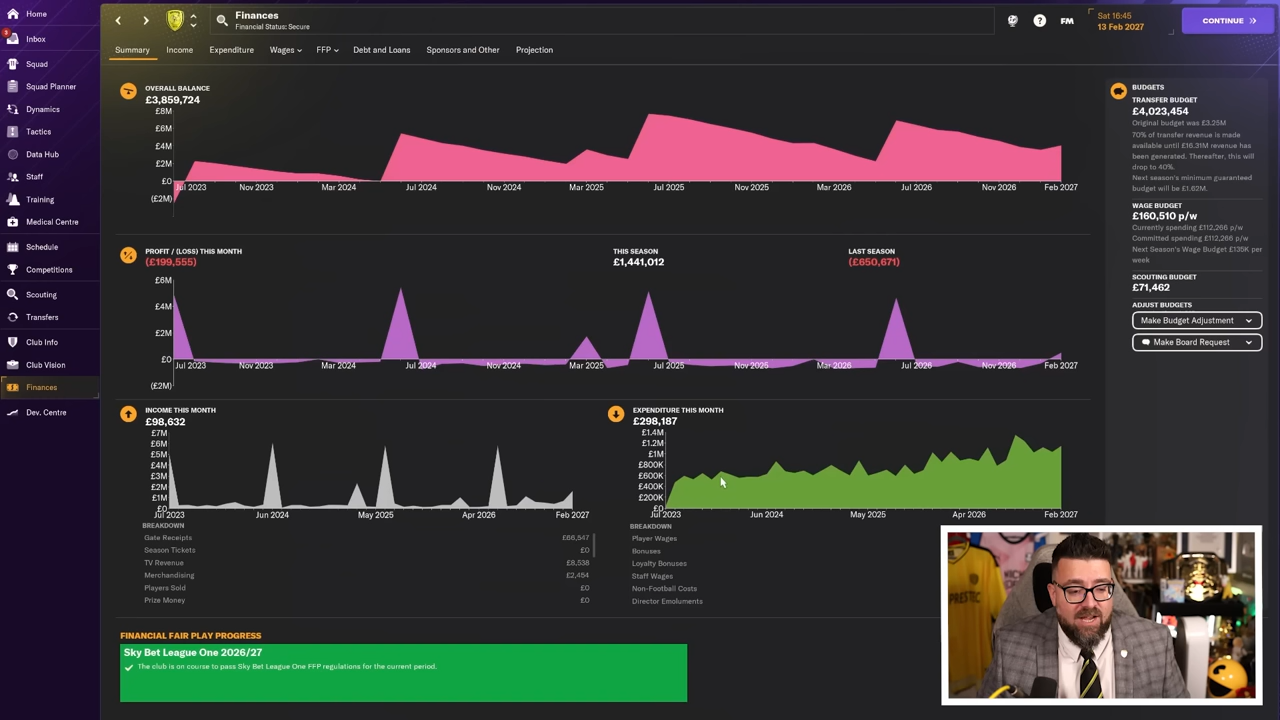 Home
Finances
Financial Status: Secure
FM
Sat 16:45
13 Feb 2027
CONTINUE
3
Inbox
Squad
Squad Planner
Dynamics
Tactics
Data Hub
Staff
Training
Medical Centre
Schedule
Competitions
Scouting
Transfers
Club Info
Club Vision
Finances
Dev. Centre
Summary
Income
Expenditure
Wages
FFP
Debt and Loans
Sponsors and Other
Projection
OVERALL BALANCE
£3,859,724
£8M
£6M
£4M
£2M
£0
(£2M)
Jul 2023 Nov 2023 Mar 2024 Jul 2024 Nov 2024 Mar 2025 Jul 2025 Nov 2025 Mar 2026 Jul 2026 Nov 2026 Feb 2027
PROFIT / (LOSS) THIS MONTH
(£199,555)
THIS SEASON
£1,441,012
LAST SEASON
(£650,671)
£6M
£4M
£2M
£0
(£2M)
Jul 2023 Nov 2023 Mar 2024 Jul 2024 Nov 2024 Mar 2025 Jul 2025 Nov 2025 Mar 2026 Jul 2026 Nov 2026 Feb 2027
INCOME THIS MONTH
£98,632
£7M
£6M
£5M
£4M
£3M
£2M
£1M
£0
Jul 2023 Jun 2024 May 2025 Apr 2026 Feb 2027
BREAKDOWN
Gate Receipts £66,547
Season Tickets £0
TV Revenue £8,538
Merchandising £2,454
Players Sold £0
Prize Money £0
EXPENDITURE THIS MONTH
£298,187
£1.4M
£1.2M
£1M
£800K
£600K
£400K
£200K
£0
Jul 2023 Jun 2024 May 2025 Apr 2026 Feb 2027
BREAKDOWN
Player Wages
Bonuses
Loyalty Bonuses
Staff Wages
Non-Football Costs
Director Emoluments
FINANCIAL FAIR PLAY PROGRESS
Sky Bet League One 2026/27
The club is on course to pass Sky Bet League One FFP regulations for the current period.
BUDGETS
TRANSFER BUDGET
£4,023,454
Original budget was £3.25M
70% of transfer revenue is made
available until £16.31M revenue has
been generated. Thereafter, this will
drop to 40%.
Next season's minimum guaranteed
budget will be £1.62M.
WAGE BUDGET
£160,510 p/w
Currently spending £112,266 p/w
Committed spending £112,266 p/w
Next Season's Wage Budget £135K per
week
SCOUTING BUDGET
£71,462
ADJUST BUDGETS
Make Budget Adjustment
Make Board Request